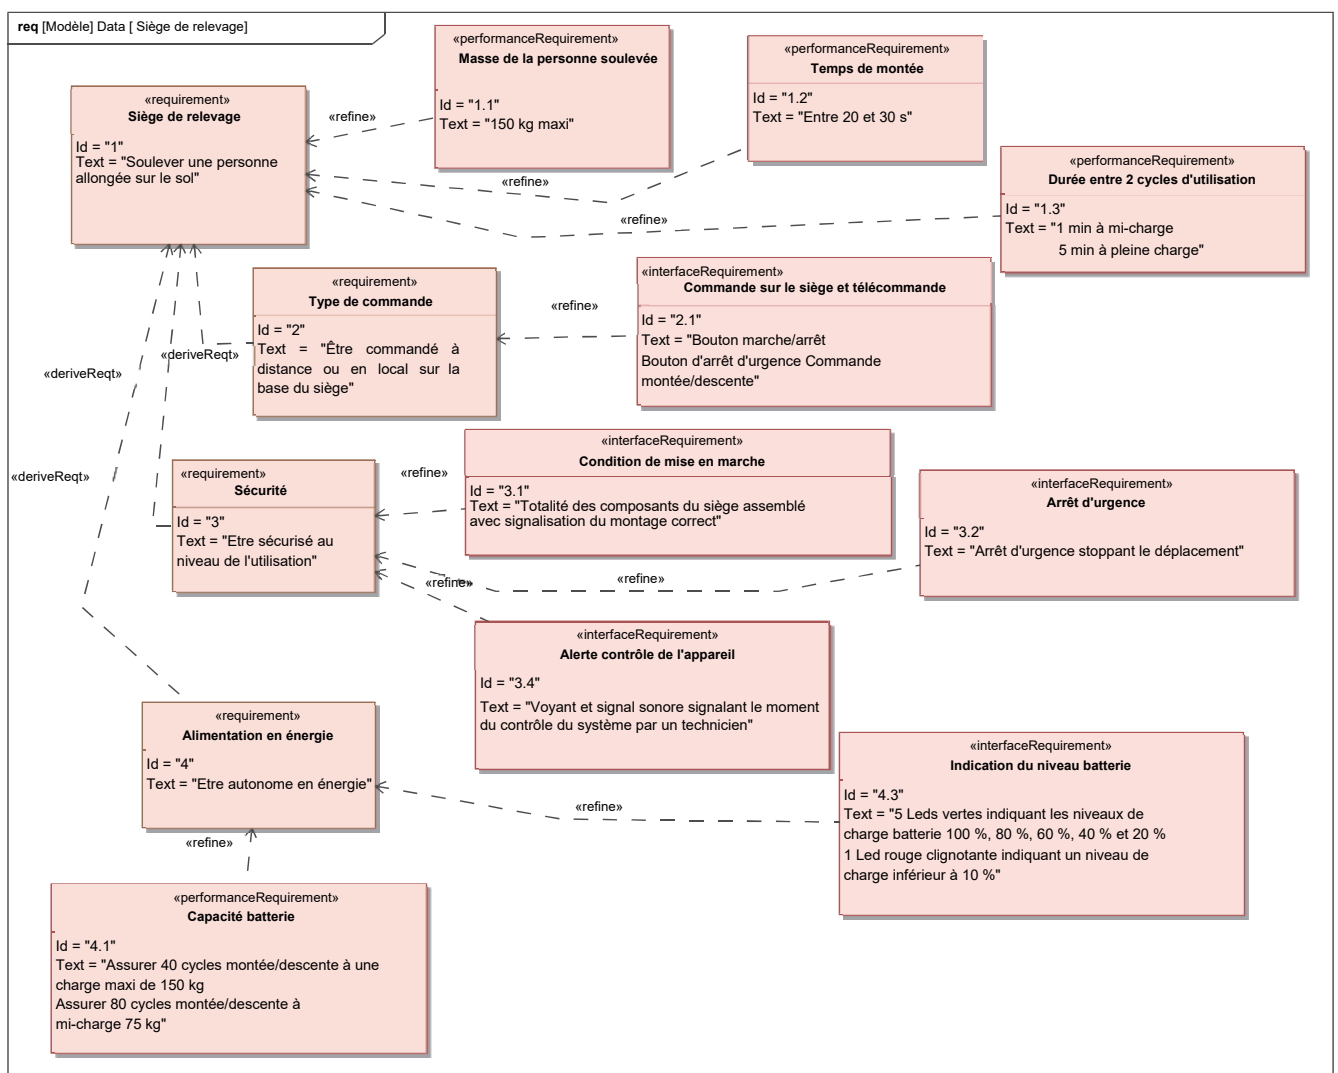 req [Modèle] Data [ Siège de relevage]
«performanceRequirement»
Masse de la personne soulevée
Id = "1.1"
Text = "150 kg maxi"
«performanceRequirement»
Temps de montée
Id = "1.2"
Text = "Entre 20 et 30 s"
«requirement»
Siège de relevage
Id = "1"
Text = "Soulever une personne
allongée sur le sol"
«refine»
«refine»
«refine»
«performanceRequirement»
Durée entre 2 cycles d'utilisation
Id = "1.3"
Text = "1 min à mi-charge
5 min à pleine charge"
«requirement»
Type de commande
Id = "2"
Text = "Être commandé à
distance ou en local sur la
base du siège"
«refine»
«interfaceRequirement»
Commande sur le siège et télécommande
Id = "2.1"
Text = "Bouton marche/arrêt
Bouton d'arrêt d'urgence Commande
montée/descente"
«deriveReqt»
«deriveReqt»
«deriveReqt»
«requirement»
Sécurité
Id = "3"
Text = "Etre sécurisé au
niveau de l'utilisation"
«refine»
«interfaceRequirement»
Condition de mise en marche
Id = "3.1"
Text = "Totalité des composants du siège assemblé
avec signalisation du montage correct"
«interfaceRequirement»
Arrêt d'urgence
Id = "3.2"
Text = "Arrêt d'urgence stoppant le déplacement"
«refine»
«refine»
«interfaceRequirement»
Alerte contrôle de l'appareil
Id = "3.4"
Text = "Voyant et signal sonore signalant le moment
du contrôle du système par un technicien"
«requirement»
Alimentation en énergie
Id = "4"
Text = "Etre autonome en énergie"
«refine»
«interfaceRequirement»
Indication du niveau batterie
Id = "4.3"
Text = "5 Leds vertes indiquant les niveaux de
charge batterie 100 %, 80 %, 60 %, 40 % et 20 %
1 Led rouge clignotante indiquant un niveau de
charge inférieur à 10 %"
«refine»
«performanceRequirement»
Capacité batterie
Id = "4.1"
Text = "Assurer 40 cycles montée/descente à une
charge maxi de 150 kg
Assurer 80 cycles montée/descente à
mi-charge 75 kg"